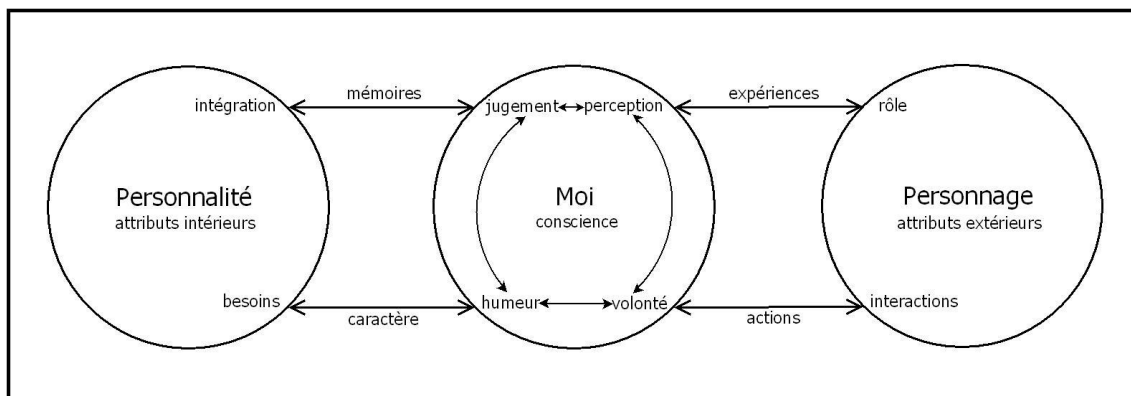 mémoires
expériences
intégration
jugement
perception
rôle
Personnalité
attributs intérieurs
Moi
conscience
Personnage
attributs extérieurs
besoins
humeur
volonté
interactions
caractère
actions